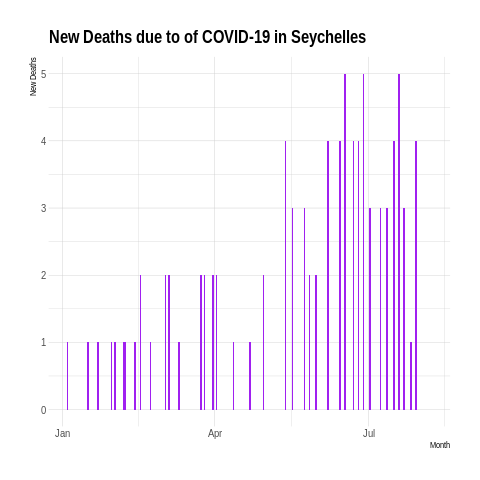 New Deaths due to of COVID-19 in Seychelles
New Deaths
5
4
3
2
1
0
Jan
Apr
Jul
Month